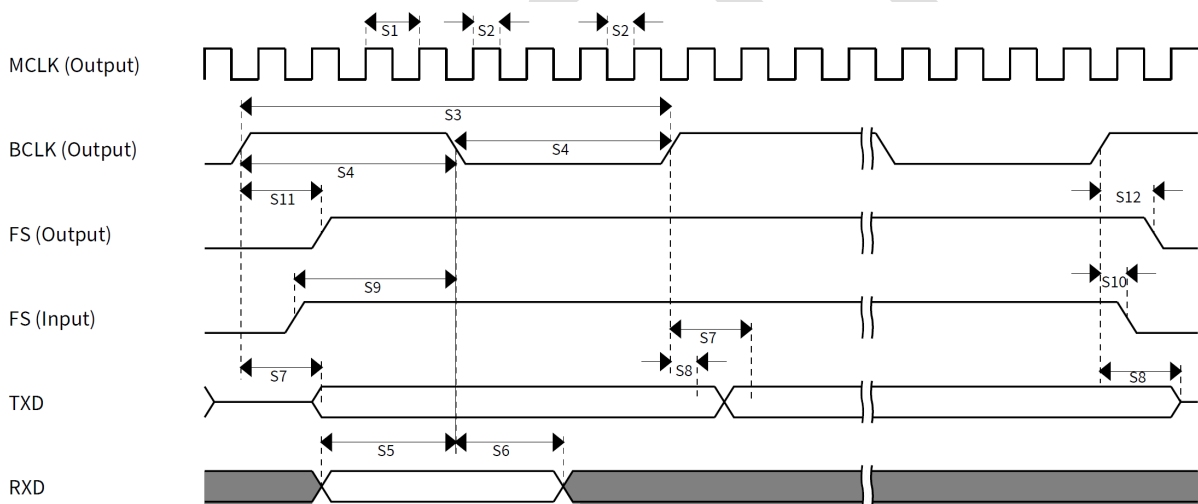 S1 S2 S2
MCLK (Output)
S3
BCLK (Output)
S4
S4
S11 S12
FS (Output)
S9 S10
FS (Input)
S7
S8
S7 S8
TXD
S5 S6
RXD